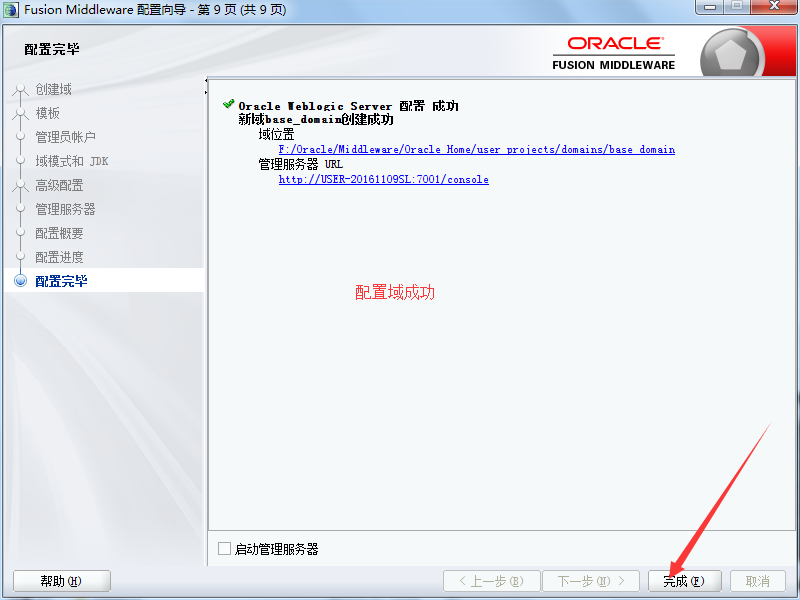 Fusion Middleware 配置向导 - 第 9 页 (共 9 页)
配置完毕
ORACLE
FUSION MIDDLEWARE
创建域
模板
管理员帐户
域模式和 JDK
高级配置
管理服务器
配置概要
配置进度
配置完毕
Oracle Weblogic Server 配置 成功
新域base_domain创建成功
域位置
F:/Oracle/Middleware/Oracle_Home/user_projects/domains/base_domain
管理服务器 URL
http://USER-20161109SL:7001/console
配置域成功
启动管理服务器
帮助(H)
< 上一步(B)
下一步(N) >
完成(F)
取消